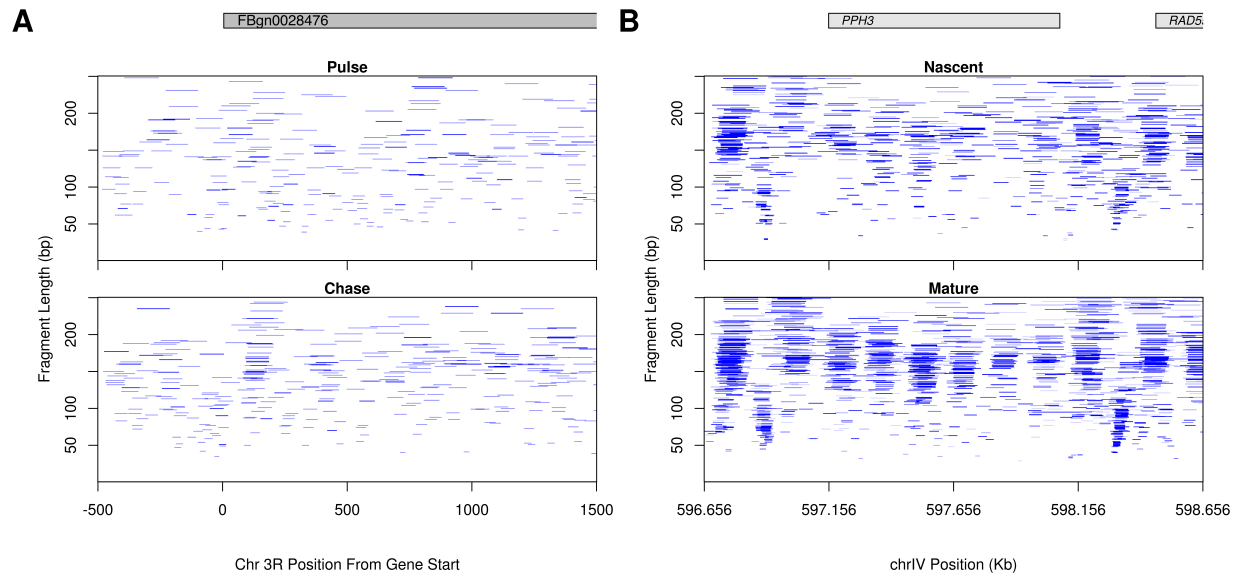 A
FBgn0028476
Pulse
Fragment Length (bp)
200
100
50
Chase
200
100
50
-500
0
500
1000
1500
Chr 3R Position From Gene Start
B
PPH3
RAD5
Nascent
Fragment Length (bp)
200
100
50
Mature
200
100
50
596.656
597.156
597.656
598.156
598.656
chrIV Position (Kb)